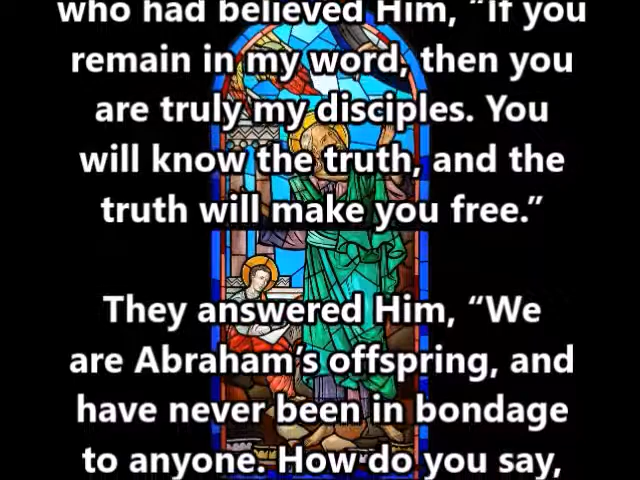 who had believed Him, “If you
remain in my word, then you
are truly my disciples. You
will know the truth, and the
truth will make you free.”
They answered Him, “We
are Abraham’s offspring, and
have never been in bondage
to anyone. How do you say,